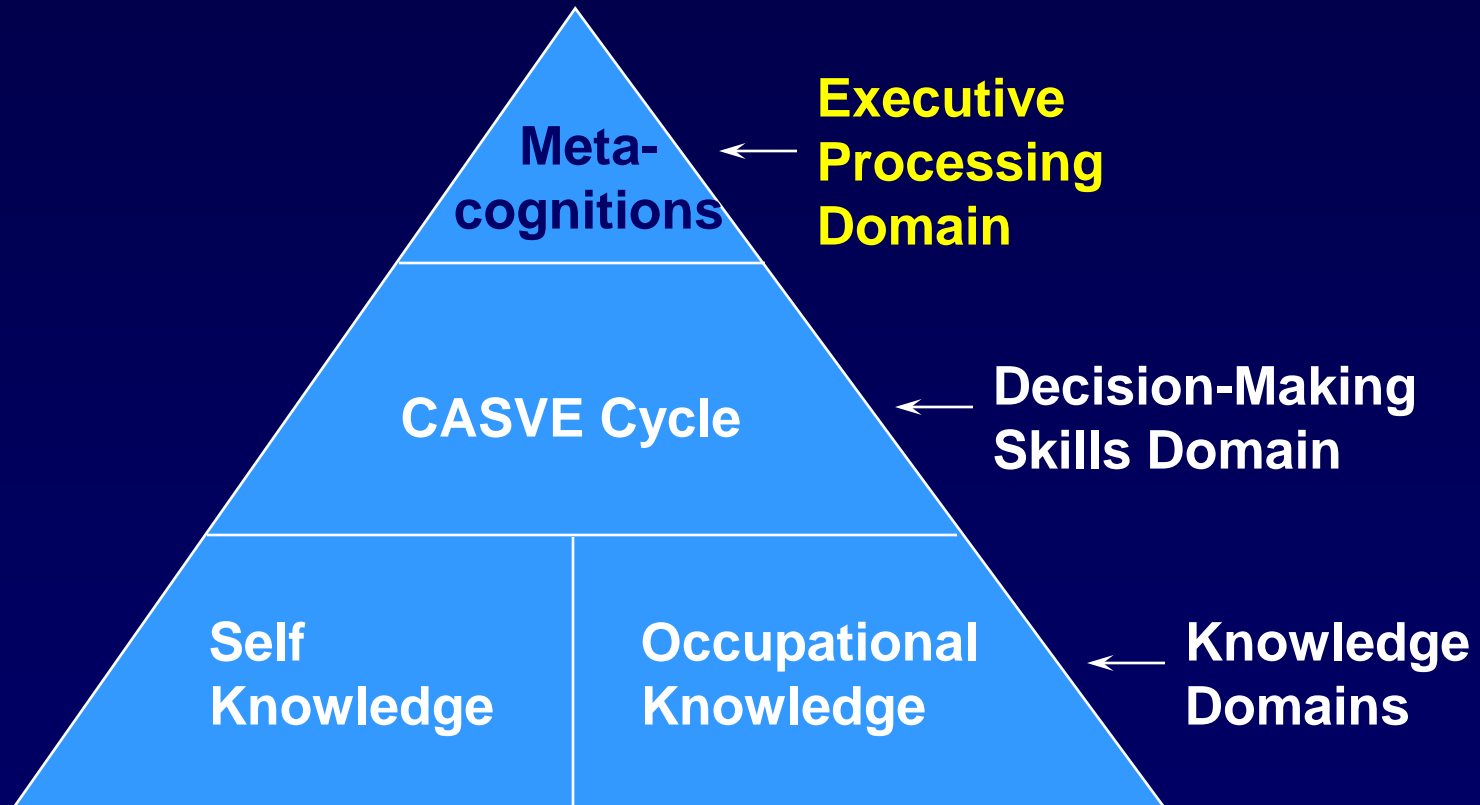 Meta-
cognitions
Executive
Processing
Domain
CASVE Cycle
Decision-Making
Skills Domain
Self
Knowledge
Occupational
Knowledge
Knowledge
Domains